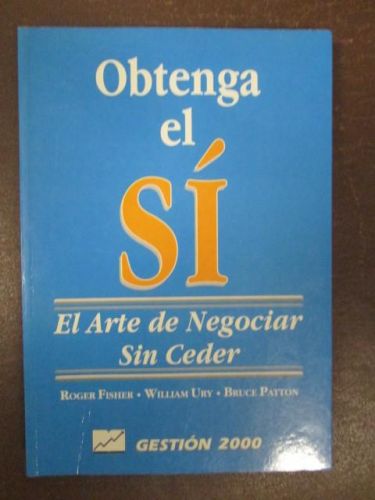 Obtenga
el
SÍ
El Arte de Negociar
Sin Ceder
ROGER FISHER • WILLIAM URY • BRUCE PATTON
GESTIÓN 2000